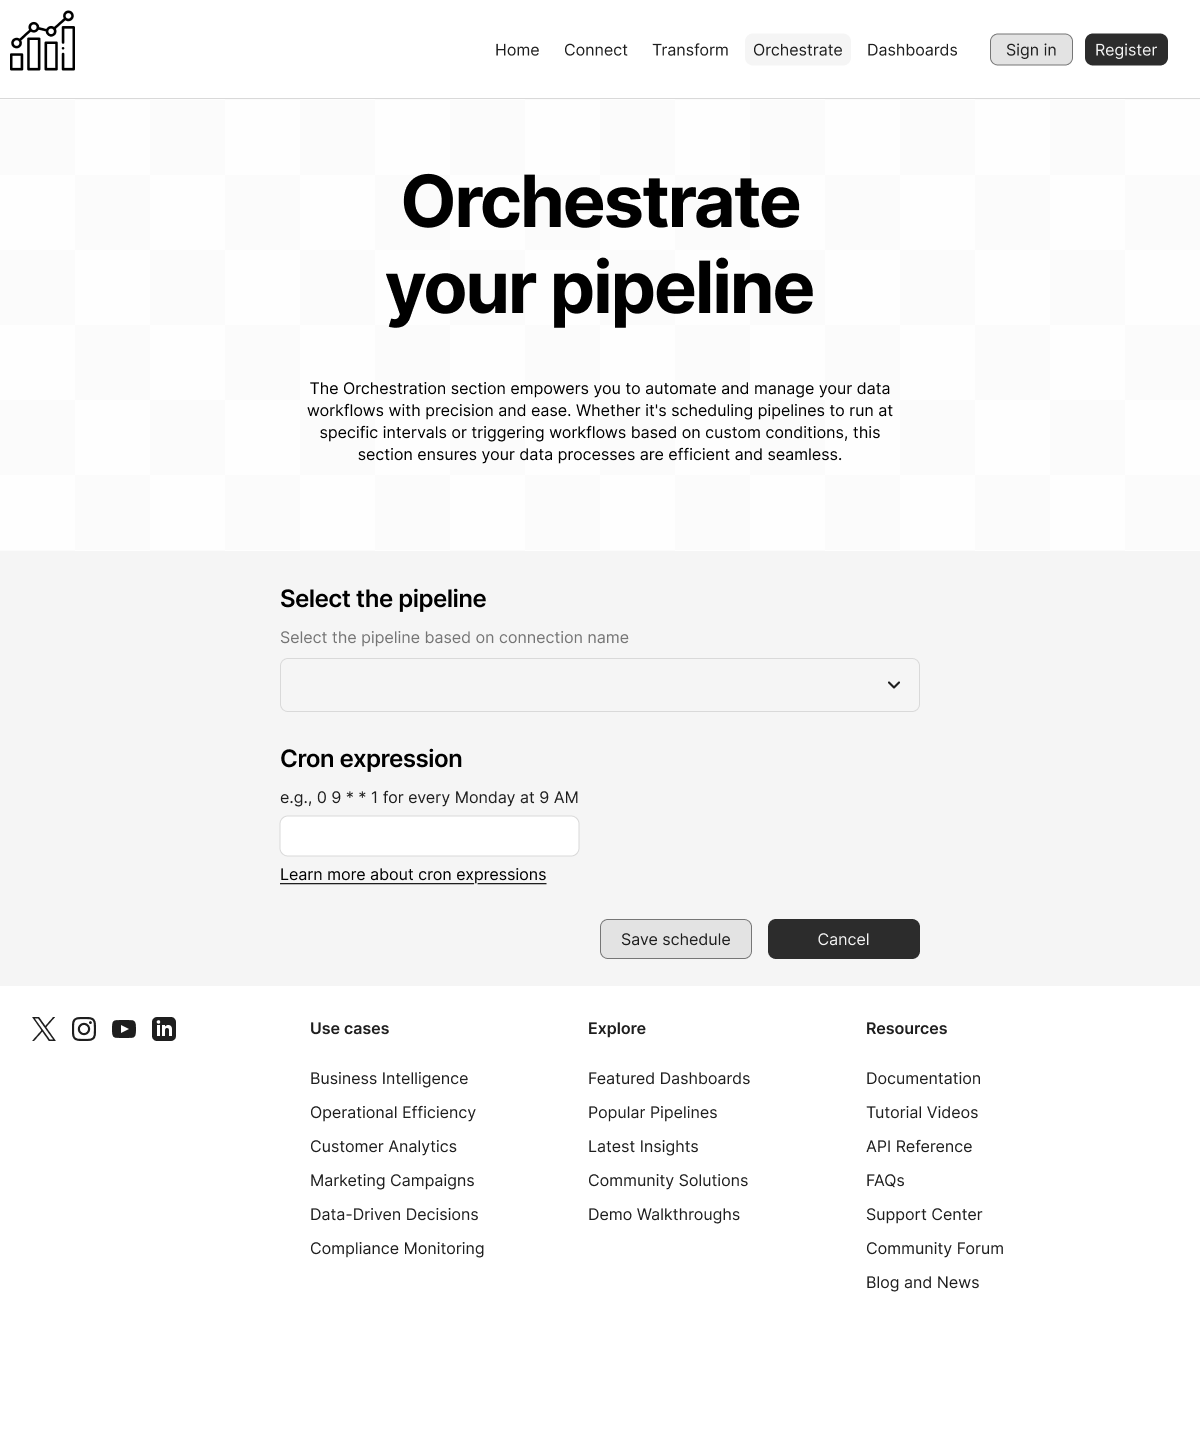 Home Connect Transform Orchestrate Dashboards Sign in Register
Orchestrate
your pipeline
The Orchestration section empowers you to automate and manage your data
workflows with precision and ease. Whether it's scheduling pipelines to run at
specific intervals or triggering workflows based on custom conditions, this
section ensures your data processes are efficient and seamless.
Select the pipeline
Select the pipeline based on connection name
Cron expression
e.g., 0 9 * * 1 for every Monday at 9 AM
Learn more about cron expressions
Save schedule Cancel
Use cases
Business Intelligence
Operational Efficiency
Customer Analytics
Marketing Campaigns
Data-Driven Decisions
Compliance Monitoring
Explore
Featured Dashboards
Popular Pipelines
Latest Insights
Community Solutions
Demo Walkthroughs
Resources
Documentation
Tutorial Videos
API Reference
FAQs
Support Center
Community Forum
Blog and News